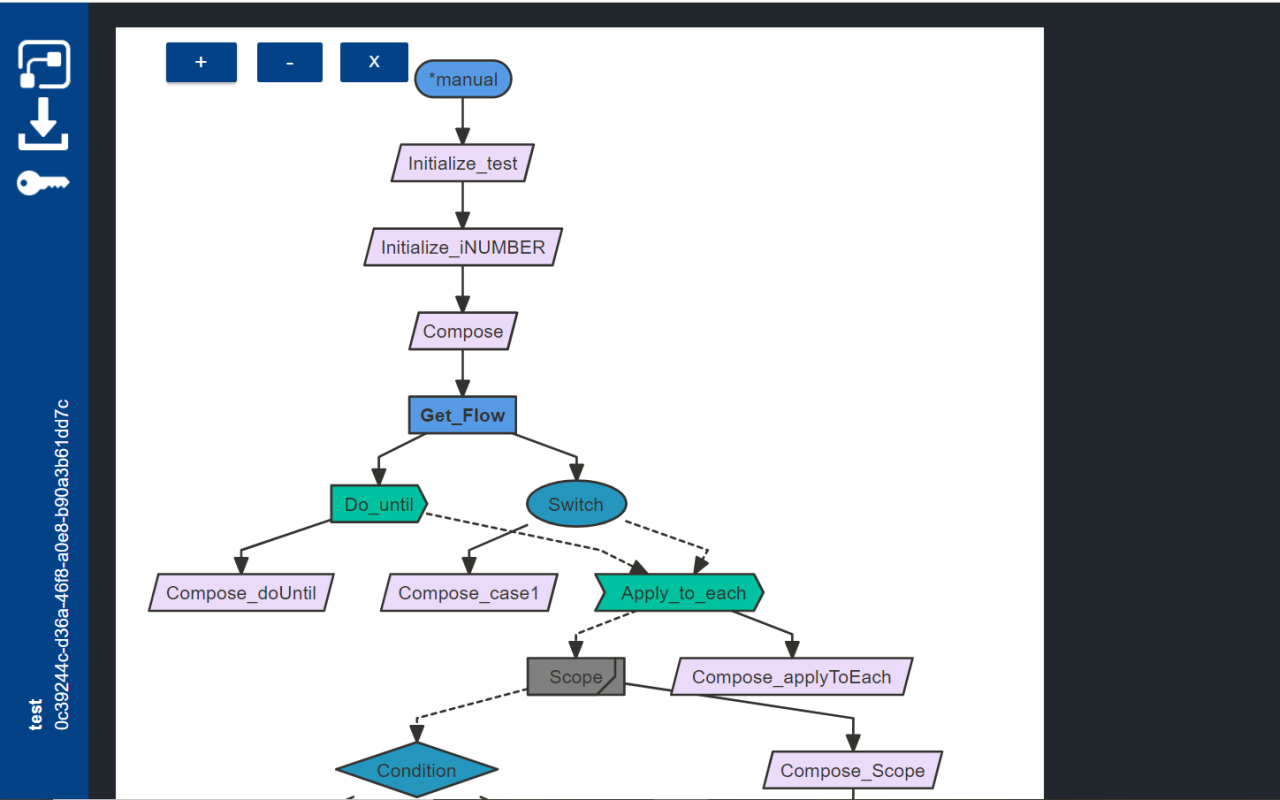 +
-
X
*manual
Initialize_test
Initialize_iNUMBER
Compose
Get_Flow
Do_until
Switch
Compose_doUntil
Compose_case1
Apply_to_each
Scope
Compose_applyToEach
Condition
Compose_Scope
test
0c39244c-d36a-46f8-a0e8-b90a3b61dd7c